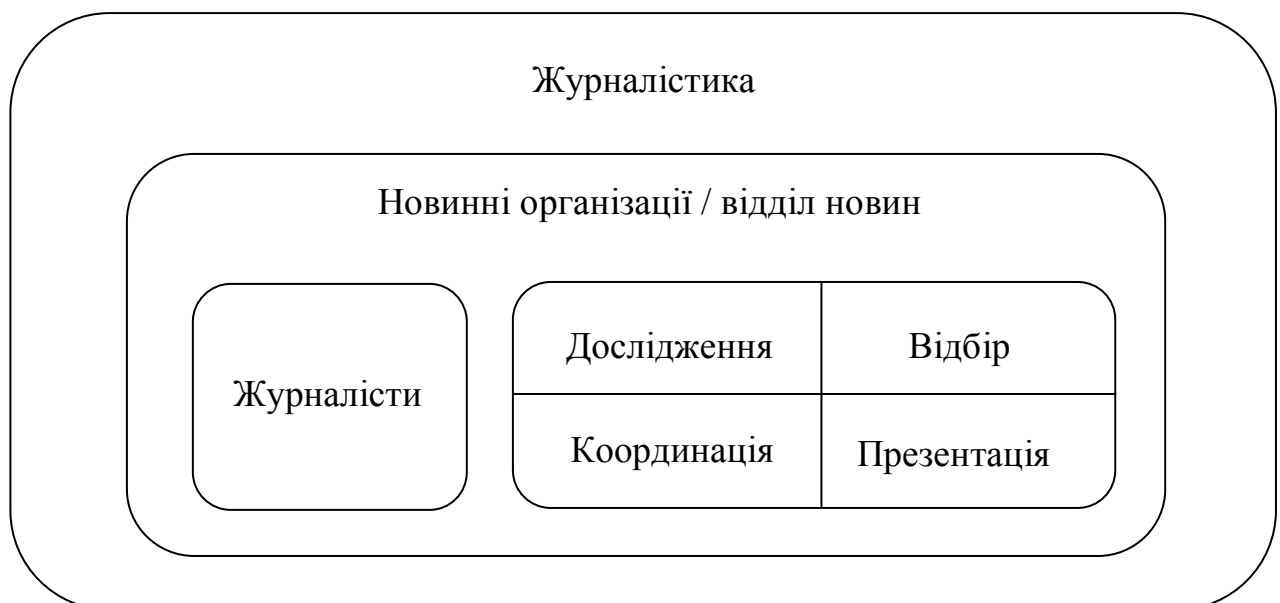 Журналістика
Новинні організації / відділ новин
Журналісти
Дослідження
Відбір
Координація
Презентація